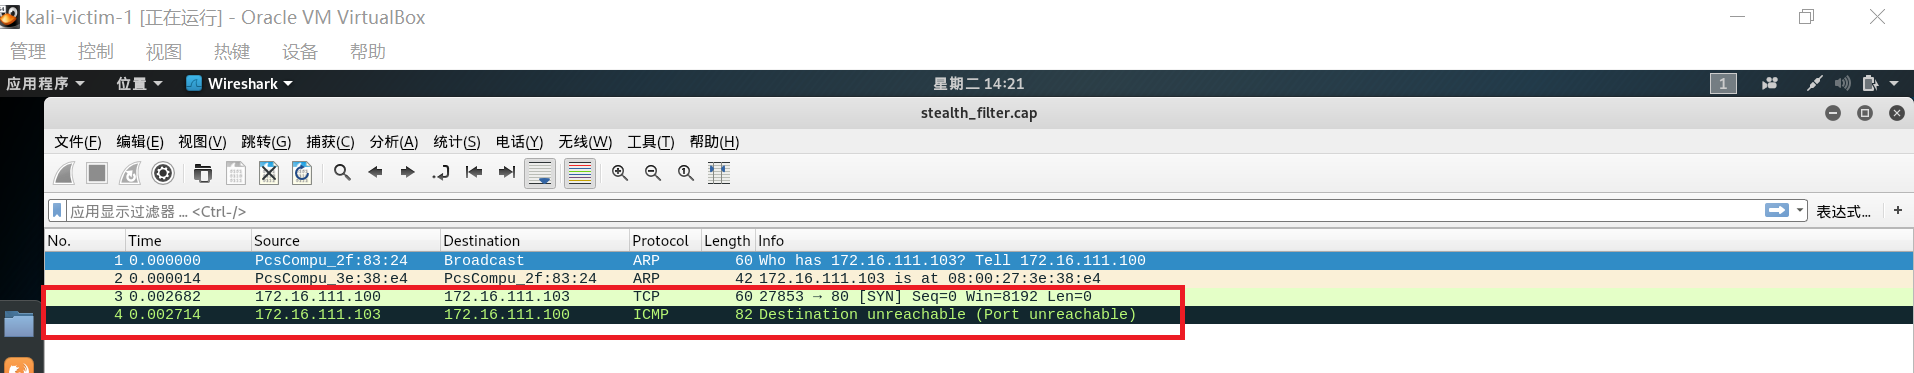 kali-victim-1 [正在运行] - Oracle VM VirtualBox
管理 控制 视图 热键 设备 帮助
应用程序 位置 Wireshark 星期二 14:21 1
stealth_filter.cap
文件(F) 编辑(E) 视图(V) 跳转(G) 捕获(C) 分析(A) 统计(S) 电话(Y) 无线(W) 工具(T) 帮助(H)
应用显示过滤器 … <Ctrl-/> 表达式… +
No. Time Source Destination Protocol Length Info
1 0.000000 PcsCompu_2f:83:24 Broadcast ARP 60 Who has 172.16.111.103? Tell 172.16.111.100
2 0.000014 PcsCompu_3e:38:e4 PcsCompu_2f:83:24 ARP 42 172.16.111.103 is at 08:00:27:3e:38:e4
3 0.002682 172.16.111.100 172.16.111.103 TCP 60 27853 → 80 [SYN] Seq=0 Win=8192 Len=0
4 0.002714 172.16.111.103 172.16.111.100 ICMP 82 Destination unreachable (Port unreachable)